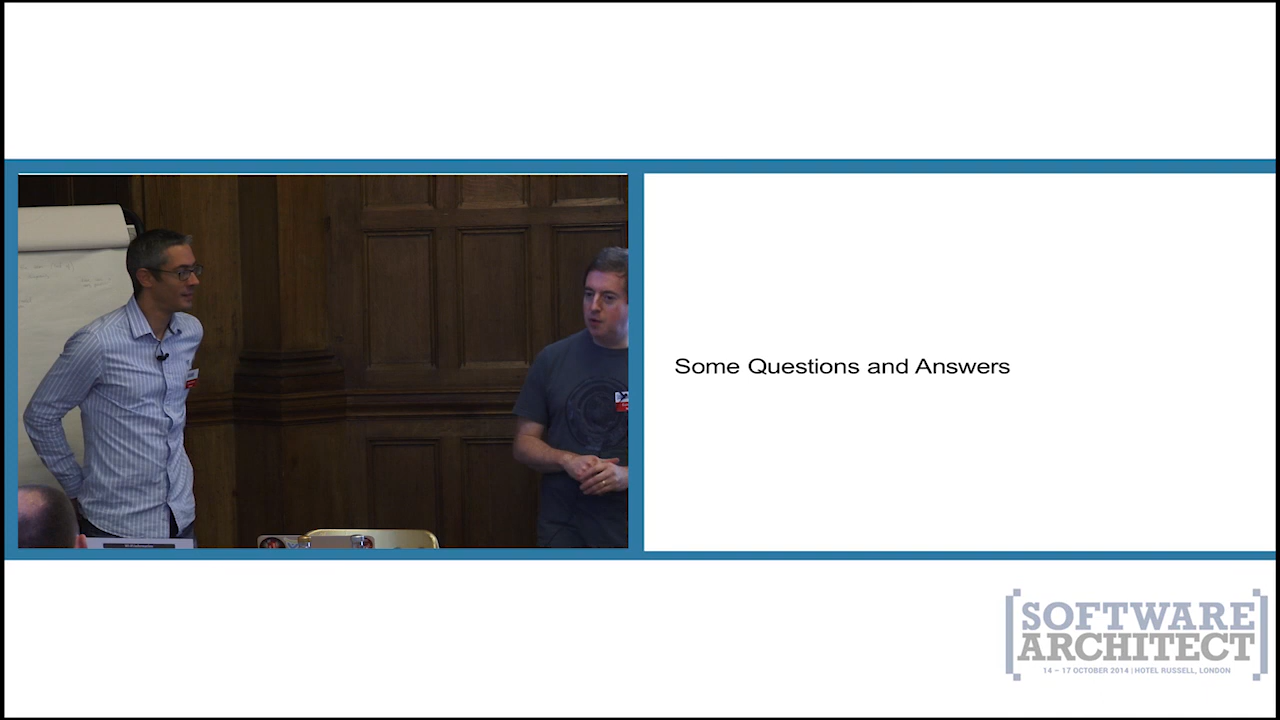 Some Questions and Answers
[SOFTWARE]
[ARCHITECT]
14 – 17 OCTOBER 2014 | HOTEL RUSSELL, LONDON